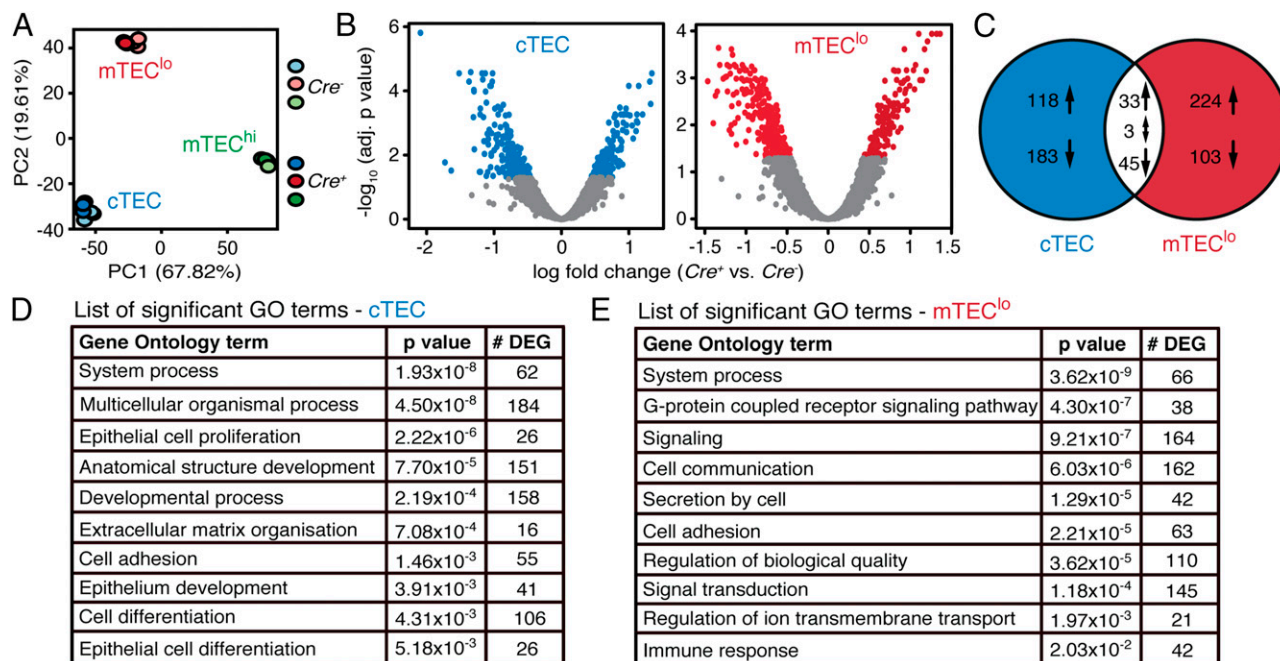 A
PC2 (19.61%)
40
20
0
-20
-40
mTEC^lo
mTEC^hi
cTEC
Cre^-
Cre^+
-50
0
50
PC1 (67.82%)
B
-log10 (adj. p value)
6
4
2
0
cTEC
-2
-1
0
1
4
3
2
1
0
mTEC^lo
-1.5
-1
-0.5
0
0.5
1
1.5
log fold change (Cre^+ vs. Cre^-)
C
118 ↑
183 ↓
33 ↑
3 ↕
45 ↓
224 ↑
103 ↓
cTEC
mTEC^lo
D List of significant GO terms - cTEC
Gene Ontology term p value # DEG
System process 1.93x10^-8 62
Multicellular organismal process 4.50x10^-8 184
Epithelial cell proliferation 2.22x10^-6 26
Anatomical structure development 7.70x10^-5 151
Developmental process 2.19x10^-4 158
Extracellular matrix organisation 7.08x10^-4 16
Cell adhesion 1.46x10^-3 55
Epithelium development 3.91x10^-3 41
Cell differentiation 4.31x10^-3 106
Epithelial cell differentiation 5.18x10^-3 26
E List of significant GO terms - mTEC^lo
Gene Ontology term p value # DEG
System process 3.62x10^-9 66
G-protein coupled receptor signaling pathway 4.30x10^-7 38
Signaling 9.21x10^-7 164
Cell communication 6.03x10^-6 162
Secretion by cell 1.29x10^-5 42
Cell adhesion 2.21x10^-5 63
Regulation of biological quality 3.62x10^-5 110
Signal transduction 1.18x10^-4 145
Regulation of ion transmembrane transport 1.97x10^-3 21
Immune response 2.03x10^-2 42